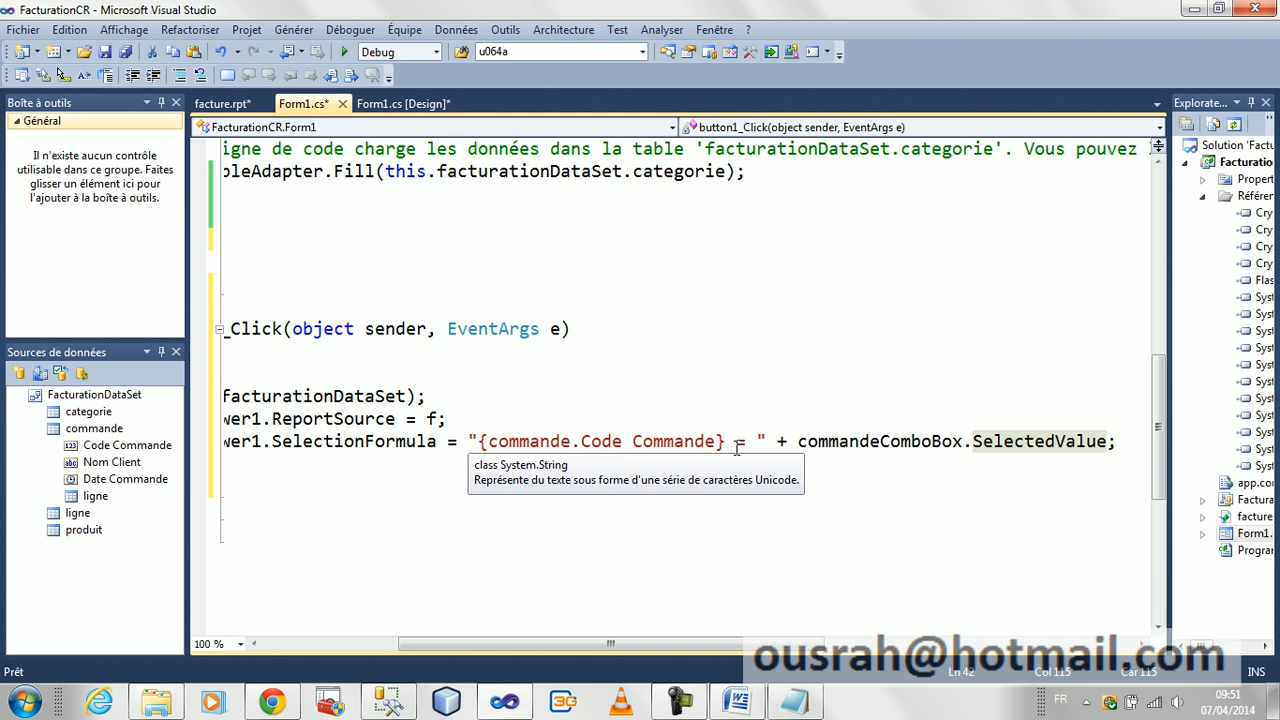 FacturationCR - Microsoft Visual Studio
Fichier Edition Affichage Refactoriser Projet Générer Déboguer Équipe Données Outils Architecture Test Analyser Fenêtre ?
Debug u064a
Boîte à outils
Général
Il n'existe aucun contrôle
utilisable dans ce groupe. Faites
glisser un élément ici pour
l'ajouter à la boîte à outils.
facture.rpt* Form1.cs* Form1.cs [Design]*
FacturationCR.Form1 button1_Click(object sender, EventArgs e)
igne de code charge les données dans la table 'facturationDataSet.categorie'. Vous pouvez
bleAdapter.Fill(this.facturationDataSet.categorie);
_Click(object sender, EventArgs e)
facturationDataSet);
wer1.ReportSource = f;
wer1.SelectionFormula = "{commande.Code Commande} = " + commandeComboBox.SelectedValue;
class System.String
Représente du texte sous forme d'une série de caractères Unicode.
100 %
Sources de données
FacturationDataSet
categorie
commande
Code Commande
Nom Client
Date Commande
ligne
ligne
produit
Explorate...
Solution 'Factu
Facturatio
Propert
Référer
Cry
Cry
Cry
Cry
Flas
Syst
Syst
Syst
Syst
Syst
Syst
Syst
Syst
Syst
Syst
Syst
app.cor
Factura
facture
Form1.
Progra
Prêt Ln 42 Col 115 Car 115 INS
ousrah@hotmail.com
3G FR 09:51
07/04/2014